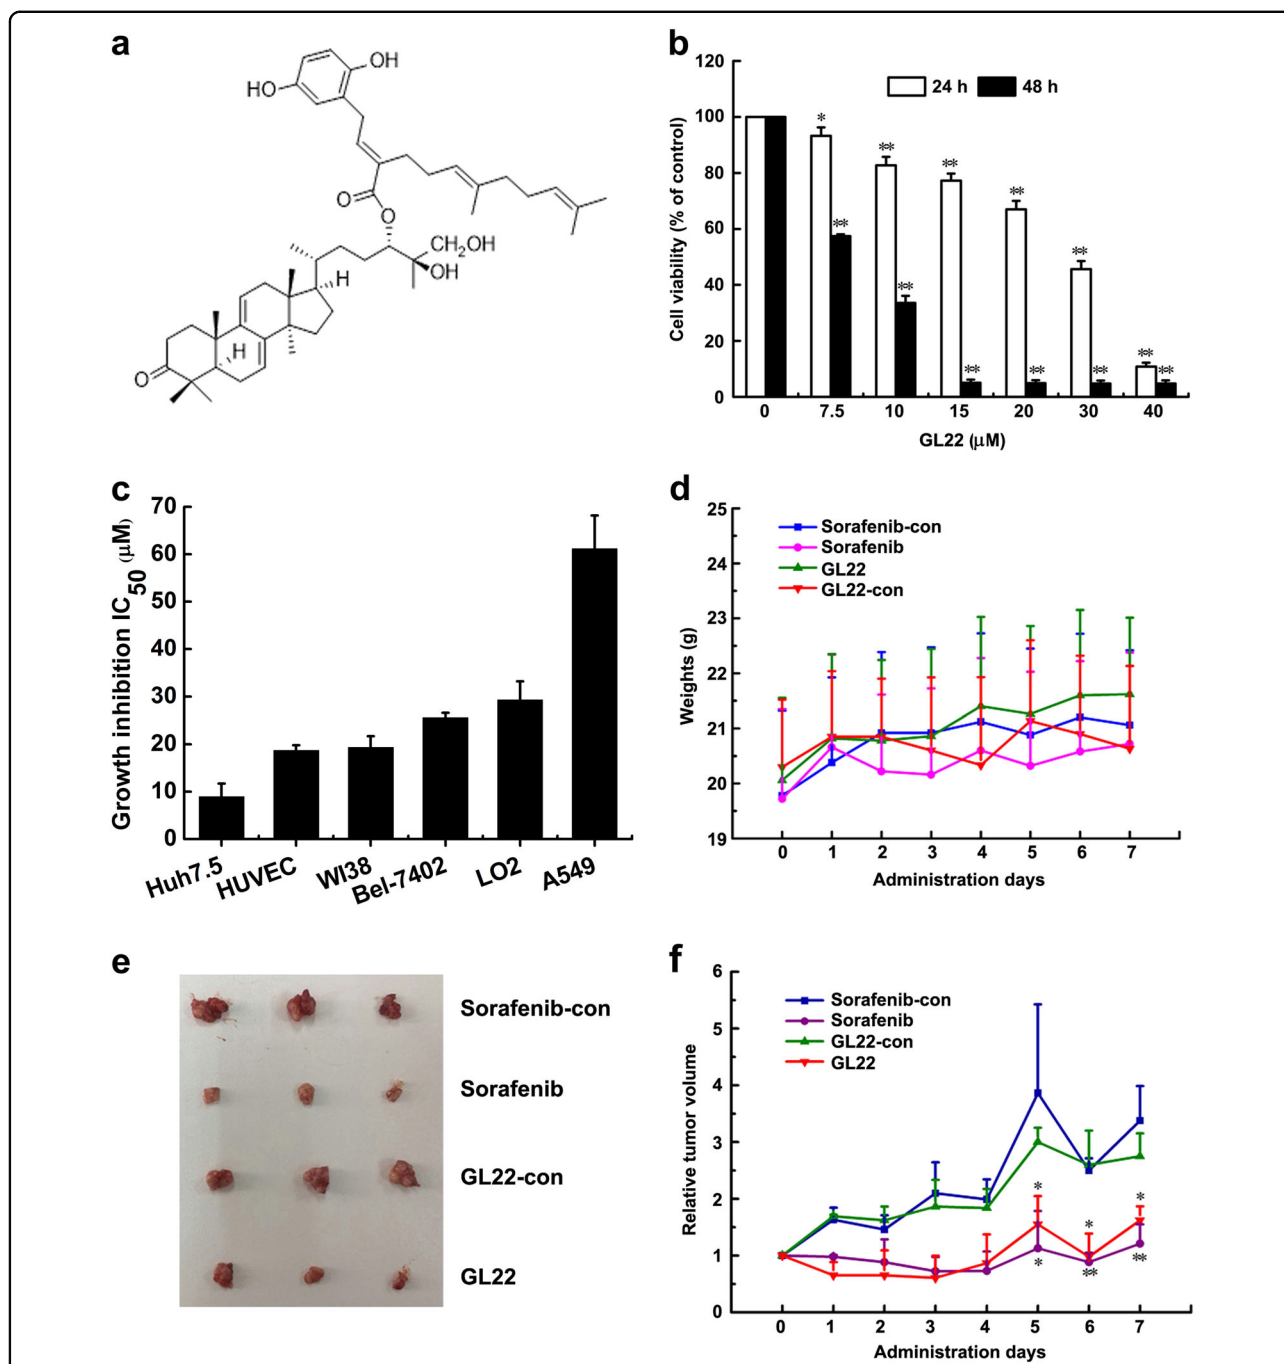 a
OH
HO
O
O
CH2OH
OH
H
H
O
b
120
100
80
60
40
20
0
Cell viability (% of control)
24 h
48 h
*
**
**
**
**
**
**
**
**
**
**
**
0 7.5 10 15 20 30 40
GL22 (μM)
c
70
60
50
40
30
20
10
0
Growth inhibition IC50 (μM)
Huh7.5 HUVEC WI38 Bel-7402 LO2 A549
d
25
24
23
22
21
20
19
Weights (g)
Sorafenib-con
Sorafenib
GL22
GL22-con
0 1 2 3 4 5 6 7
Administration days
e
Sorafenib-con
Sorafenib
GL22-con
GL22
f
6
5
4
3
2
1
0
Relative tumor volume
Sorafenib-con
Sorafenib
GL22-con
GL22
* * *
* ** **
0 1 2 3 4 5 6 7
Administration days